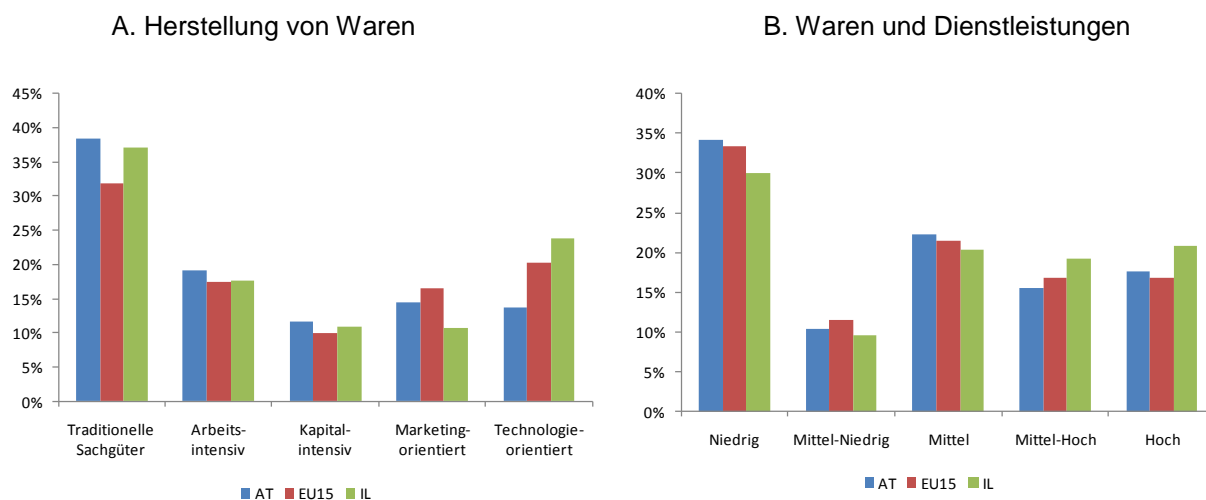 A. Herstellung von Waren
B. Waren und Dienstleistungen
45%
40%
35%
30%
25%
20%
15%
10%
5%
0%
Traditionelle Sachgüter
Arbeits-
intensiv
Kapital-
intensiv
Marketing-
orientiert
Technologie-
orientiert
AT EU15 IL
40%
35%
30%
25%
20%
15%
10%
5%
0%
Niedrig Mittel-Niedrig Mittel Mittel-Hoch Hoch
AT EU15 IL